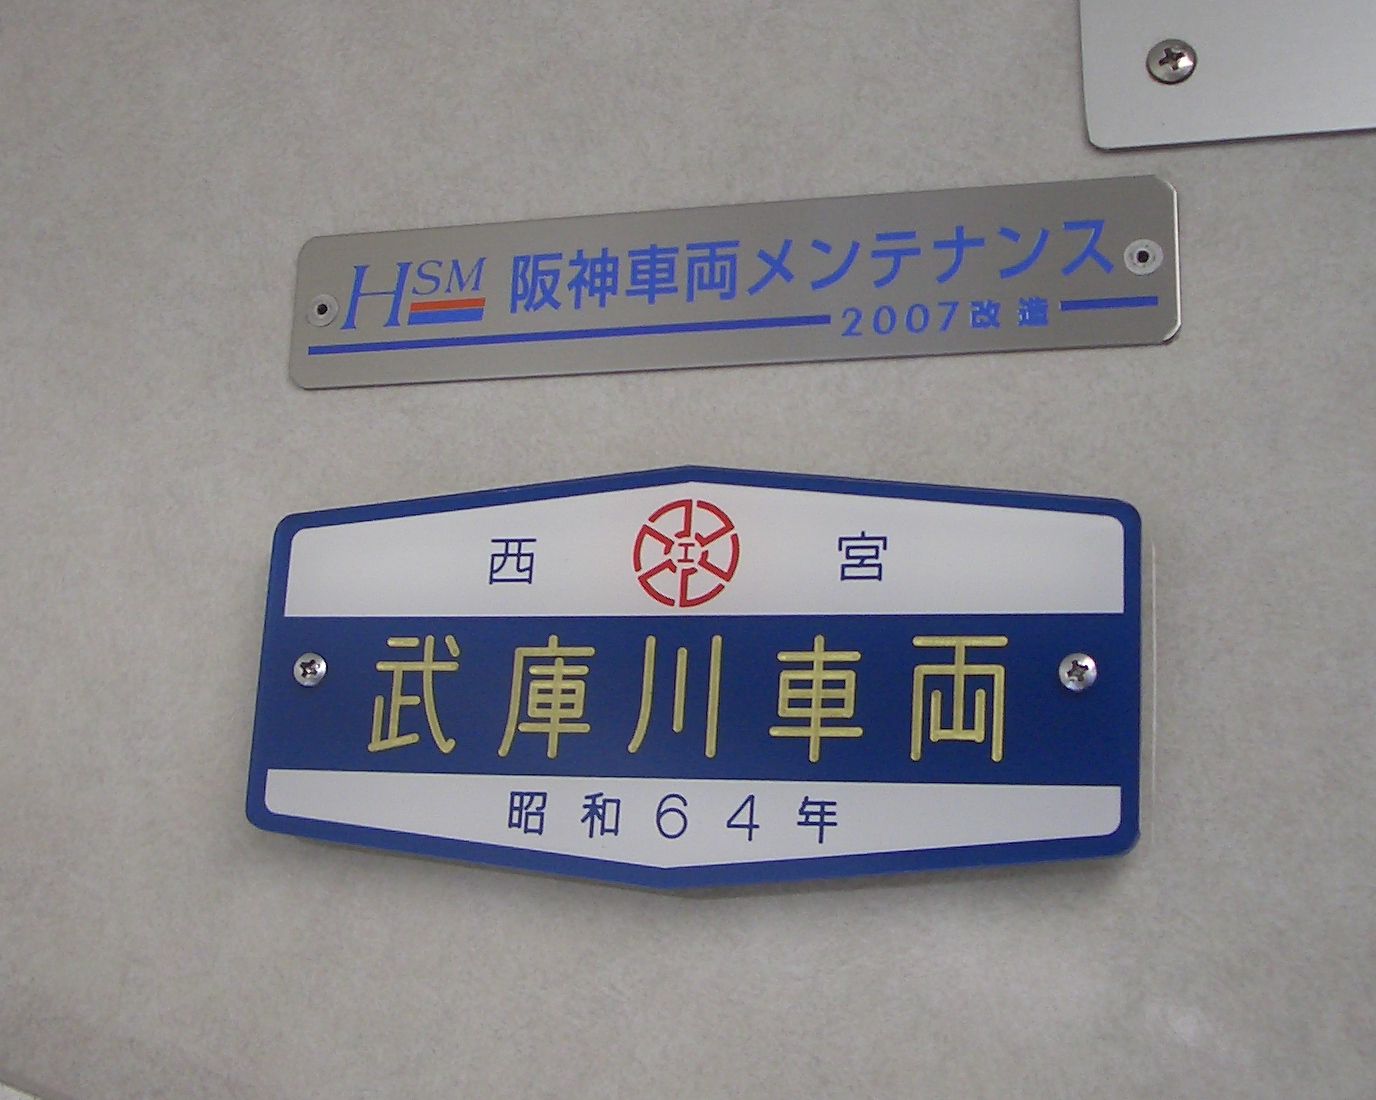 HSM 阪神車両メンテナンス
2007改造
西 工 宮
武庫川車両
昭和64年